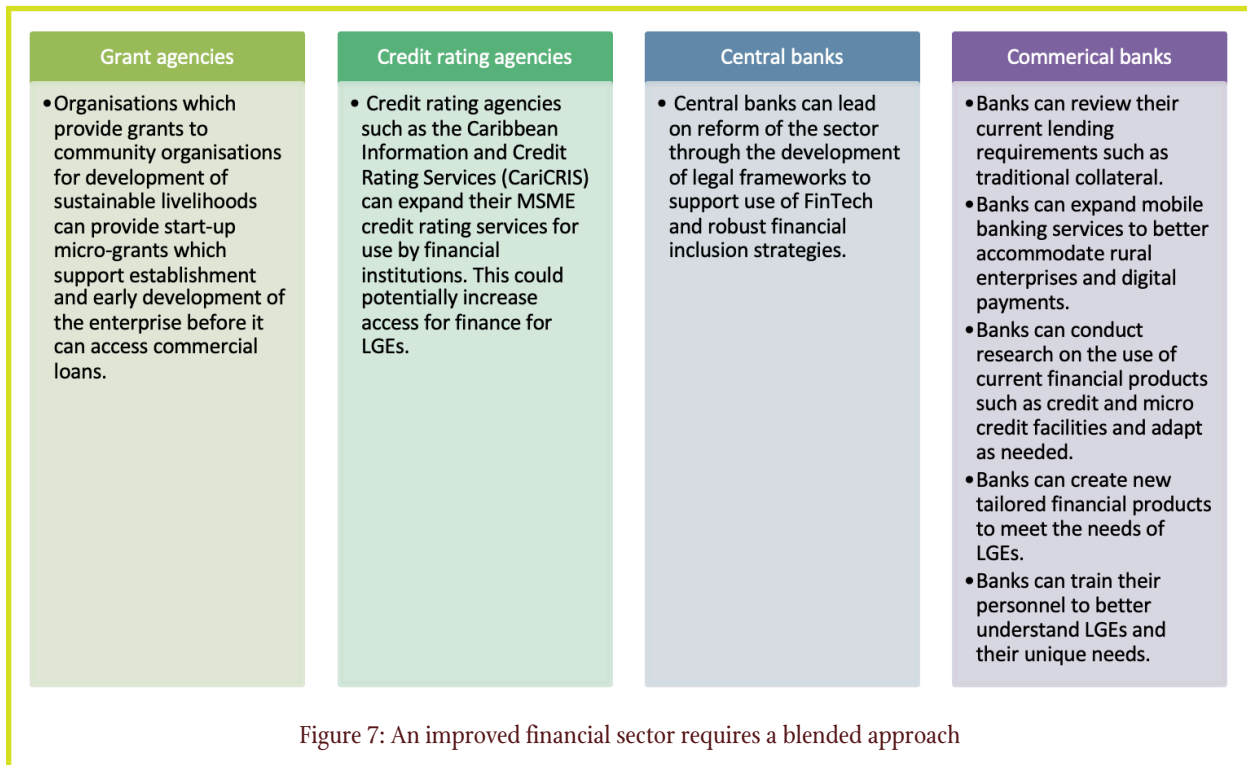 Grant agencies
•Organisations which
provide grants to
community organisations
for development of
sustainable livelihoods
can provide start-up
micro-grants which
support establishment
and early development of
the enterprise before it
can access commercial
loans.
Credit rating agencies
• Credit rating agencies
such as the Caribbean
Information and Credit
Rating Services (CariCRIS)
can expand their MSME
credit rating services for
use by financial
institutions. This could
potentially increase
access for finance for
LGEs.
Central banks
• Central banks can lead
on reform of the sector
through the development
of legal frameworks to
support use of FinTech
and robust financial
inclusion strategies.
Commerical banks
•Banks can review their
current lending
requirements such as
traditional collateral.
•Banks can expand mobile
banking services to better
accommodate rural
enterprises and digital
payments.
•Banks can conduct
research on the use of
current financial products
such as credit and micro
credit facilities and adapt
as needed.
•Banks can create new
tailored financial products
to meet the needs of
LGEs.
•Banks can train their
personnel to better
understand LGEs and
their unique needs.
Figure 7: An improved financial sector requires a blended approach